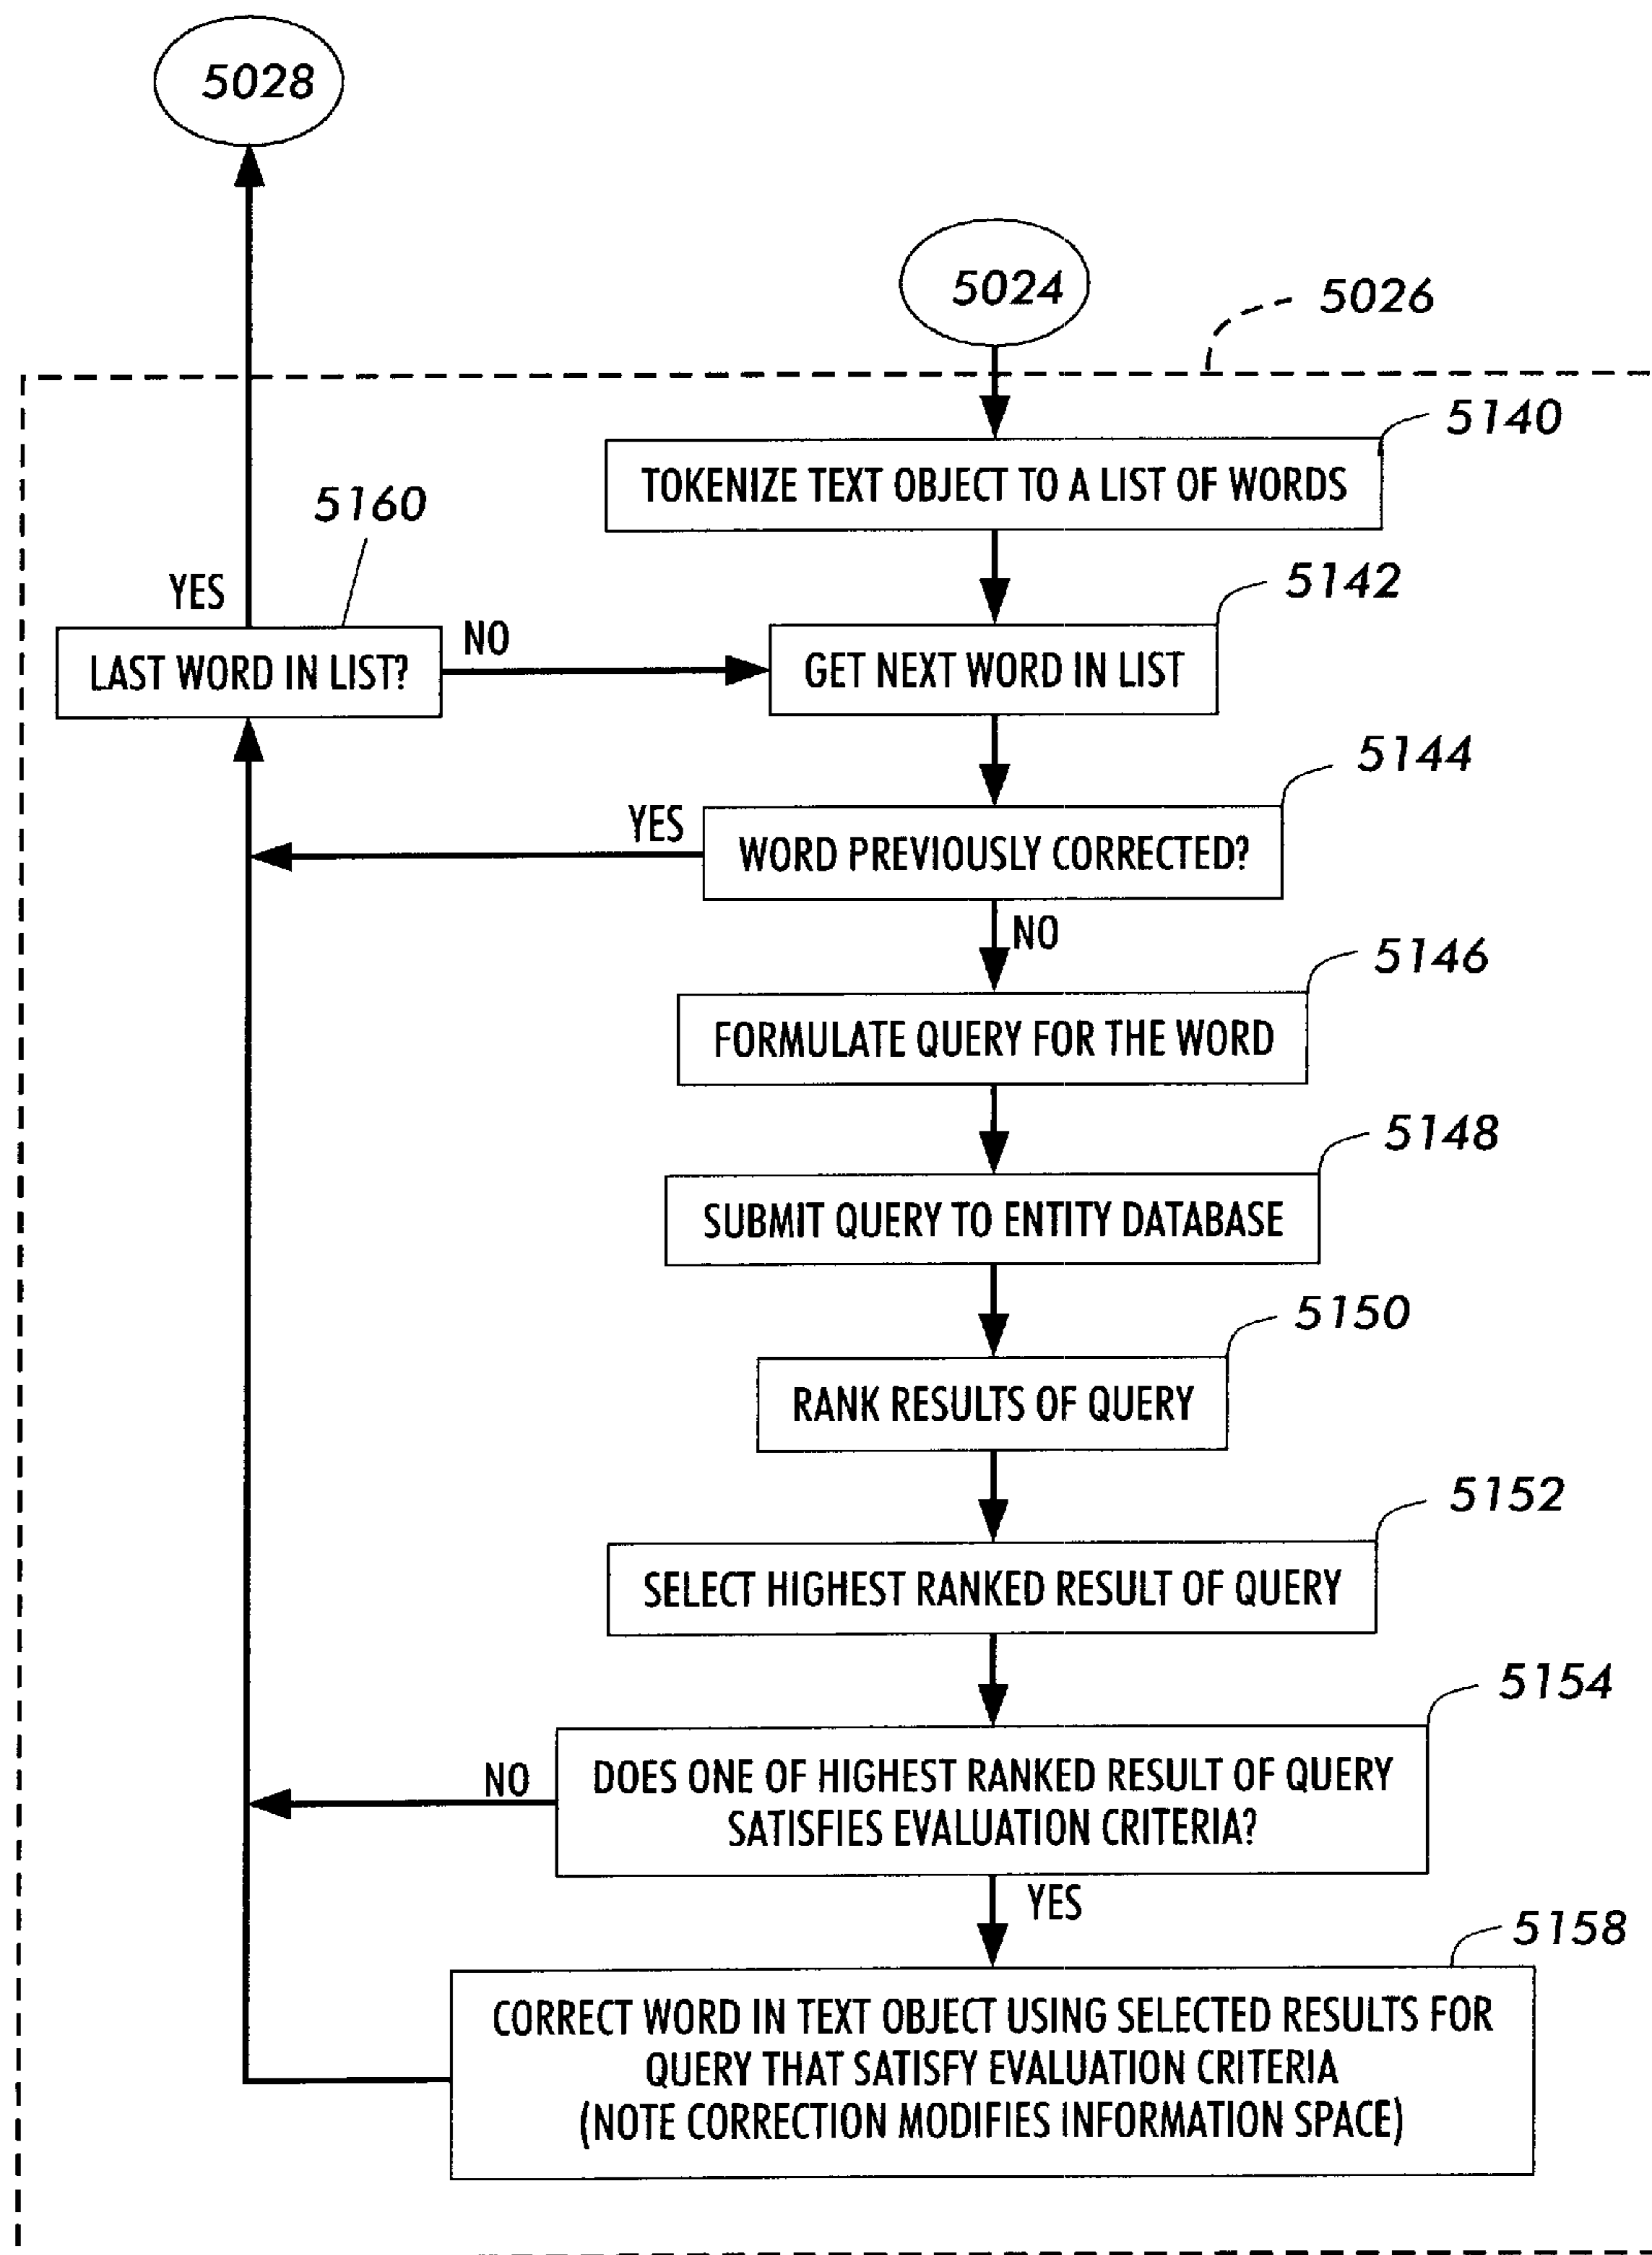 5028
5024
5026
5140
TOKENIZE TEXT OBJECT TO A LIST OF WORDS
5160
5142
YES
LAST WORD IN LIST?
NO
GET NEXT WORD IN LIST
5144
YES
WORD PREVIOUSLY CORRECTED?
NO
5146
FORMULATE QUERY FOR THE WORD
5148
SUBMIT QUERY TO ENTITY DATABASE
5150
RANK RESULTS OF QUERY
5152
SELECT HIGHEST RANKED RESULT OF QUERY
5154
NO
DOES ONE OF HIGHEST RANKED RESULT OF QUERY
SATISFIES EVALUATION CRITERIA?
YES
5158
CORRECT WORD IN TEXT OBJECT USING SELECTED RESULTS FOR
QUERY THAT SATISFY EVALUATION CRITERIA
(NOTE CORRECTION MODIFIES INFORMATION SPACE)